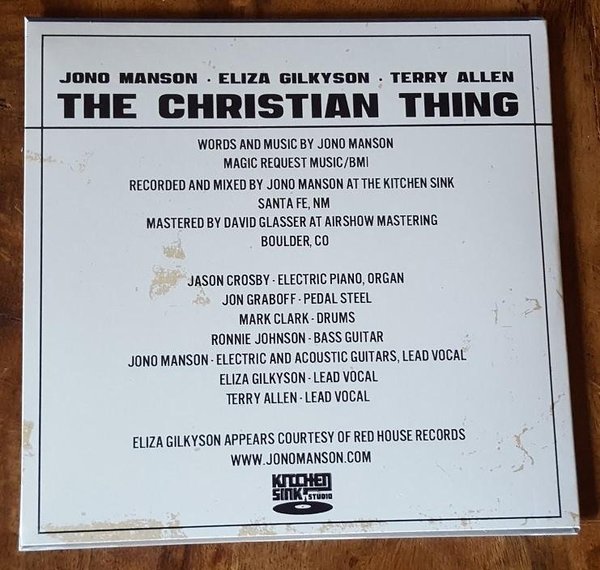 JONO MANSON · ELIZA GILKYSON · TERRY ALLEN
THE CHRISTIAN THING
WORDS AND MUSIC BY JONO MANSON
MAGIC REQUEST MUSIC/BMI
RECORDED AND MIXED BY JONO MANSON AT THE KITCHEN SINK
SANTA FE, NM
MASTERED BY DAVID GLASSER AT AIRSHOW MASTERING
BOULDER, CO
JASON CROSBY · ELECTRIC PIANO, ORGAN
JON GRABOFF · PEDAL STEEL
MARK CLARK · DRUMS
RONNIE JOHNSON · BASS GUITAR
JONO MANSON · ELECTRIC AND ACOUSTIC GUITARS, LEAD VOCAL
ELIZA GILKYSON · LEAD VOCAL
TERRY ALLEN · LEAD VOCAL
ELIZA GILKYSON APPEARS COURTESY OF RED HOUSE RECORDS
WWW.JONOMANSON.COM
KITCHEN
SINK STUDIO